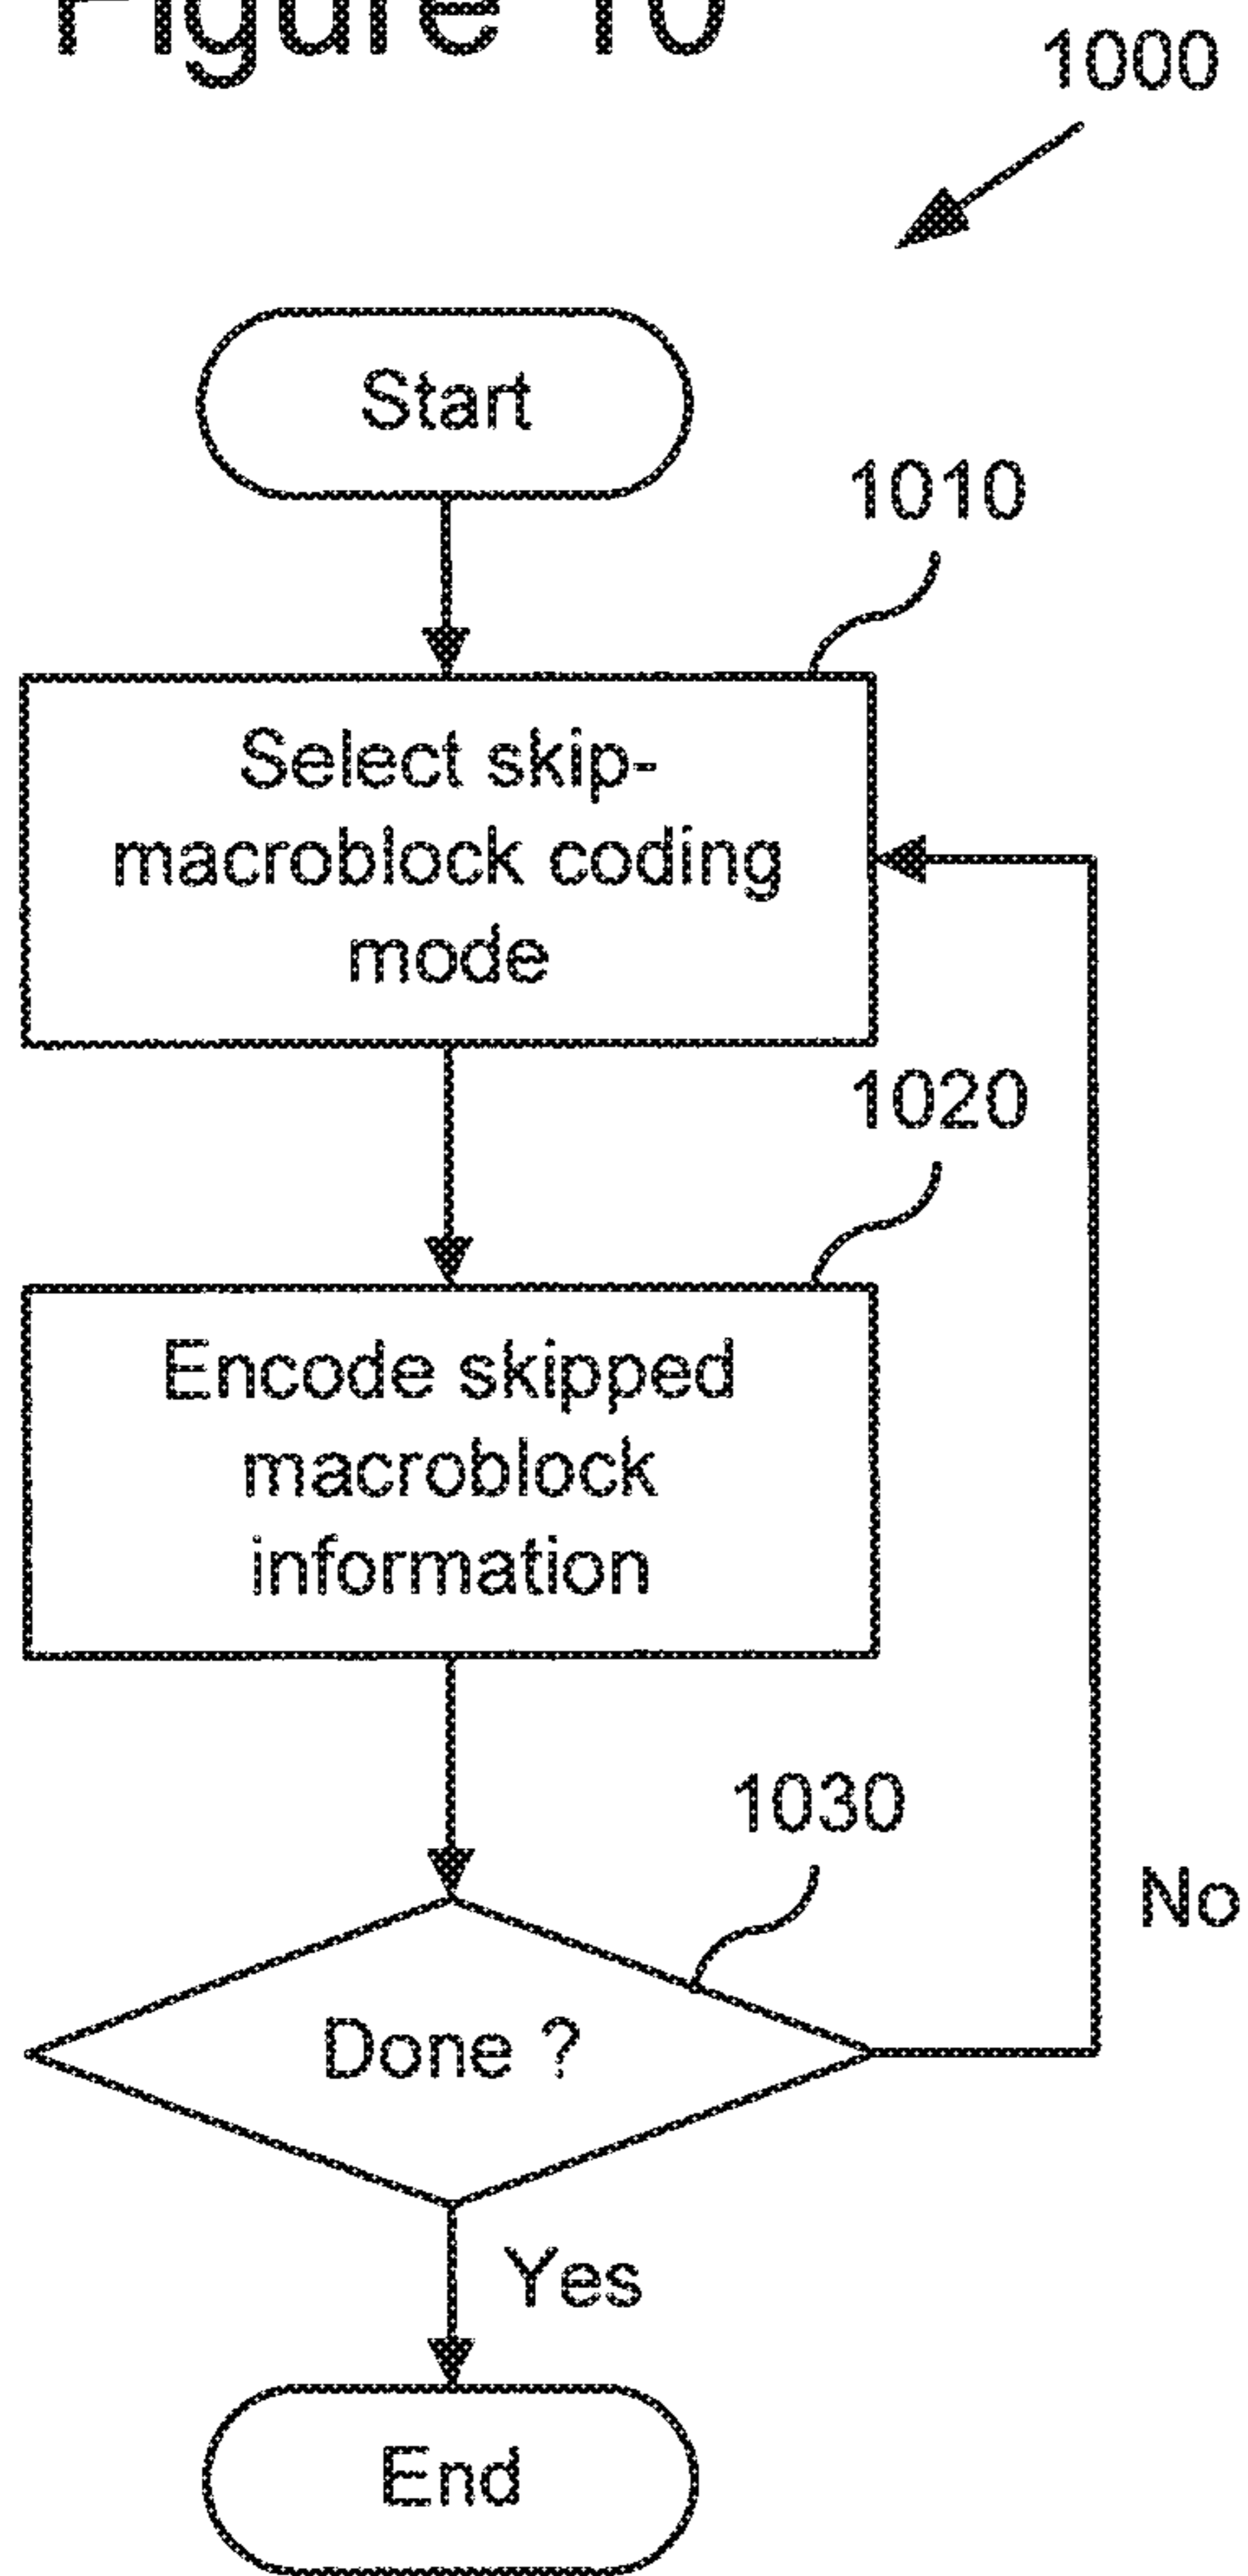 Figure 10
1000
Start
1010
Select skip-
macroblock coding
mode
1020
Encode skipped
macroblock
information
1030
No
Done ?
Yes
End